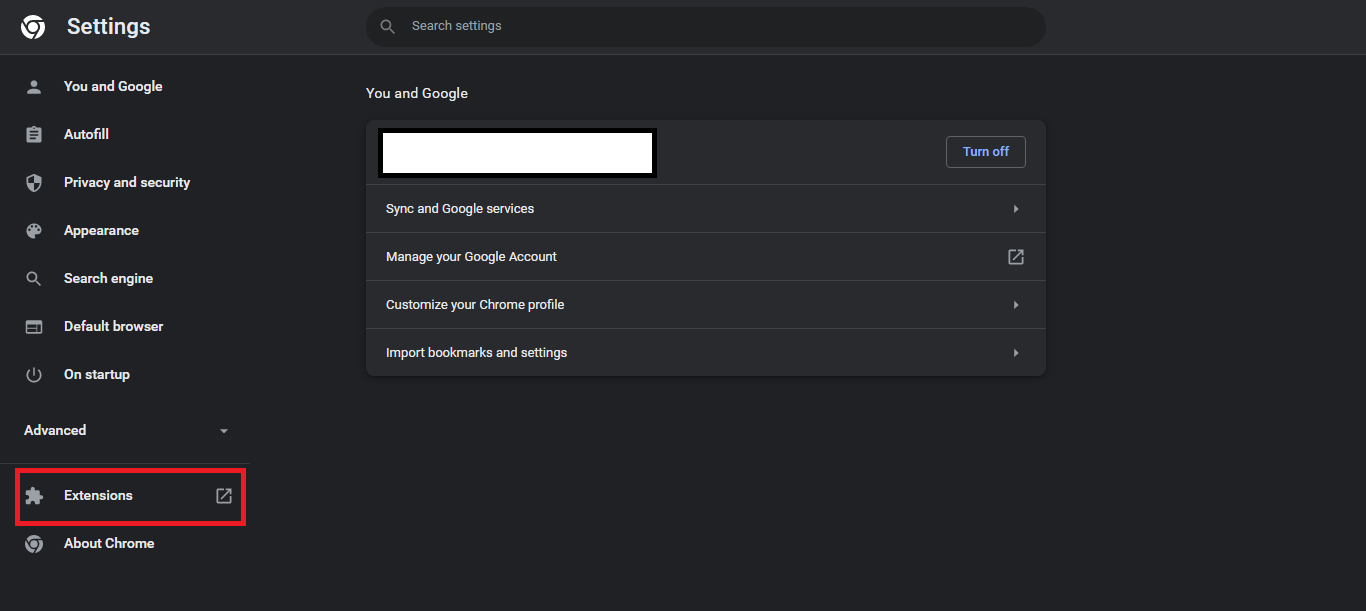 Settings
Search settings
You and Google
Autofill
Privacy and security
Appearance
Search engine
Default browser
On startup
Advanced
Extensions
About Chrome
You and Google
Turn off
Sync and Google services
Manage your Google Account
Customize your Chrome profile
Import bookmarks and settings